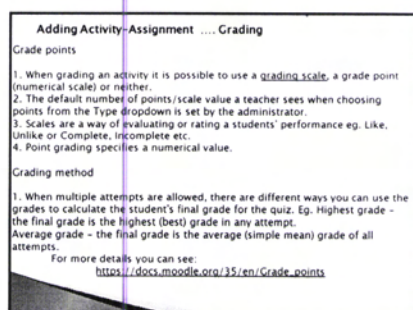 Adding Activity-Assignment .... Grading
Grade points
1. When grading an activity it is possible to use a grading scale, a grade point
(numerical scale) or neither.
2. The default number of points/scale value a teacher sees when choosing
points from the Type dropdown is set by the administrator.
3. Scales are a way of evaluating or rating a students' performance eg. Like,
Unlike or Complete, Incomplete etc.
4. Point grading specifies a numerical value.
Grading method
1. When multiple attempts are allowed, there are different ways you can use the
grades to calculate the student's final grade for the quiz. Eg. Highest grade –
the final grade is the highest (best) grade in any attempt.
Average grade – the final grade is the average (simple mean) grade of all
attempts.
For more details you can see:
https://docs.moodle.org/35/en/Grade_points